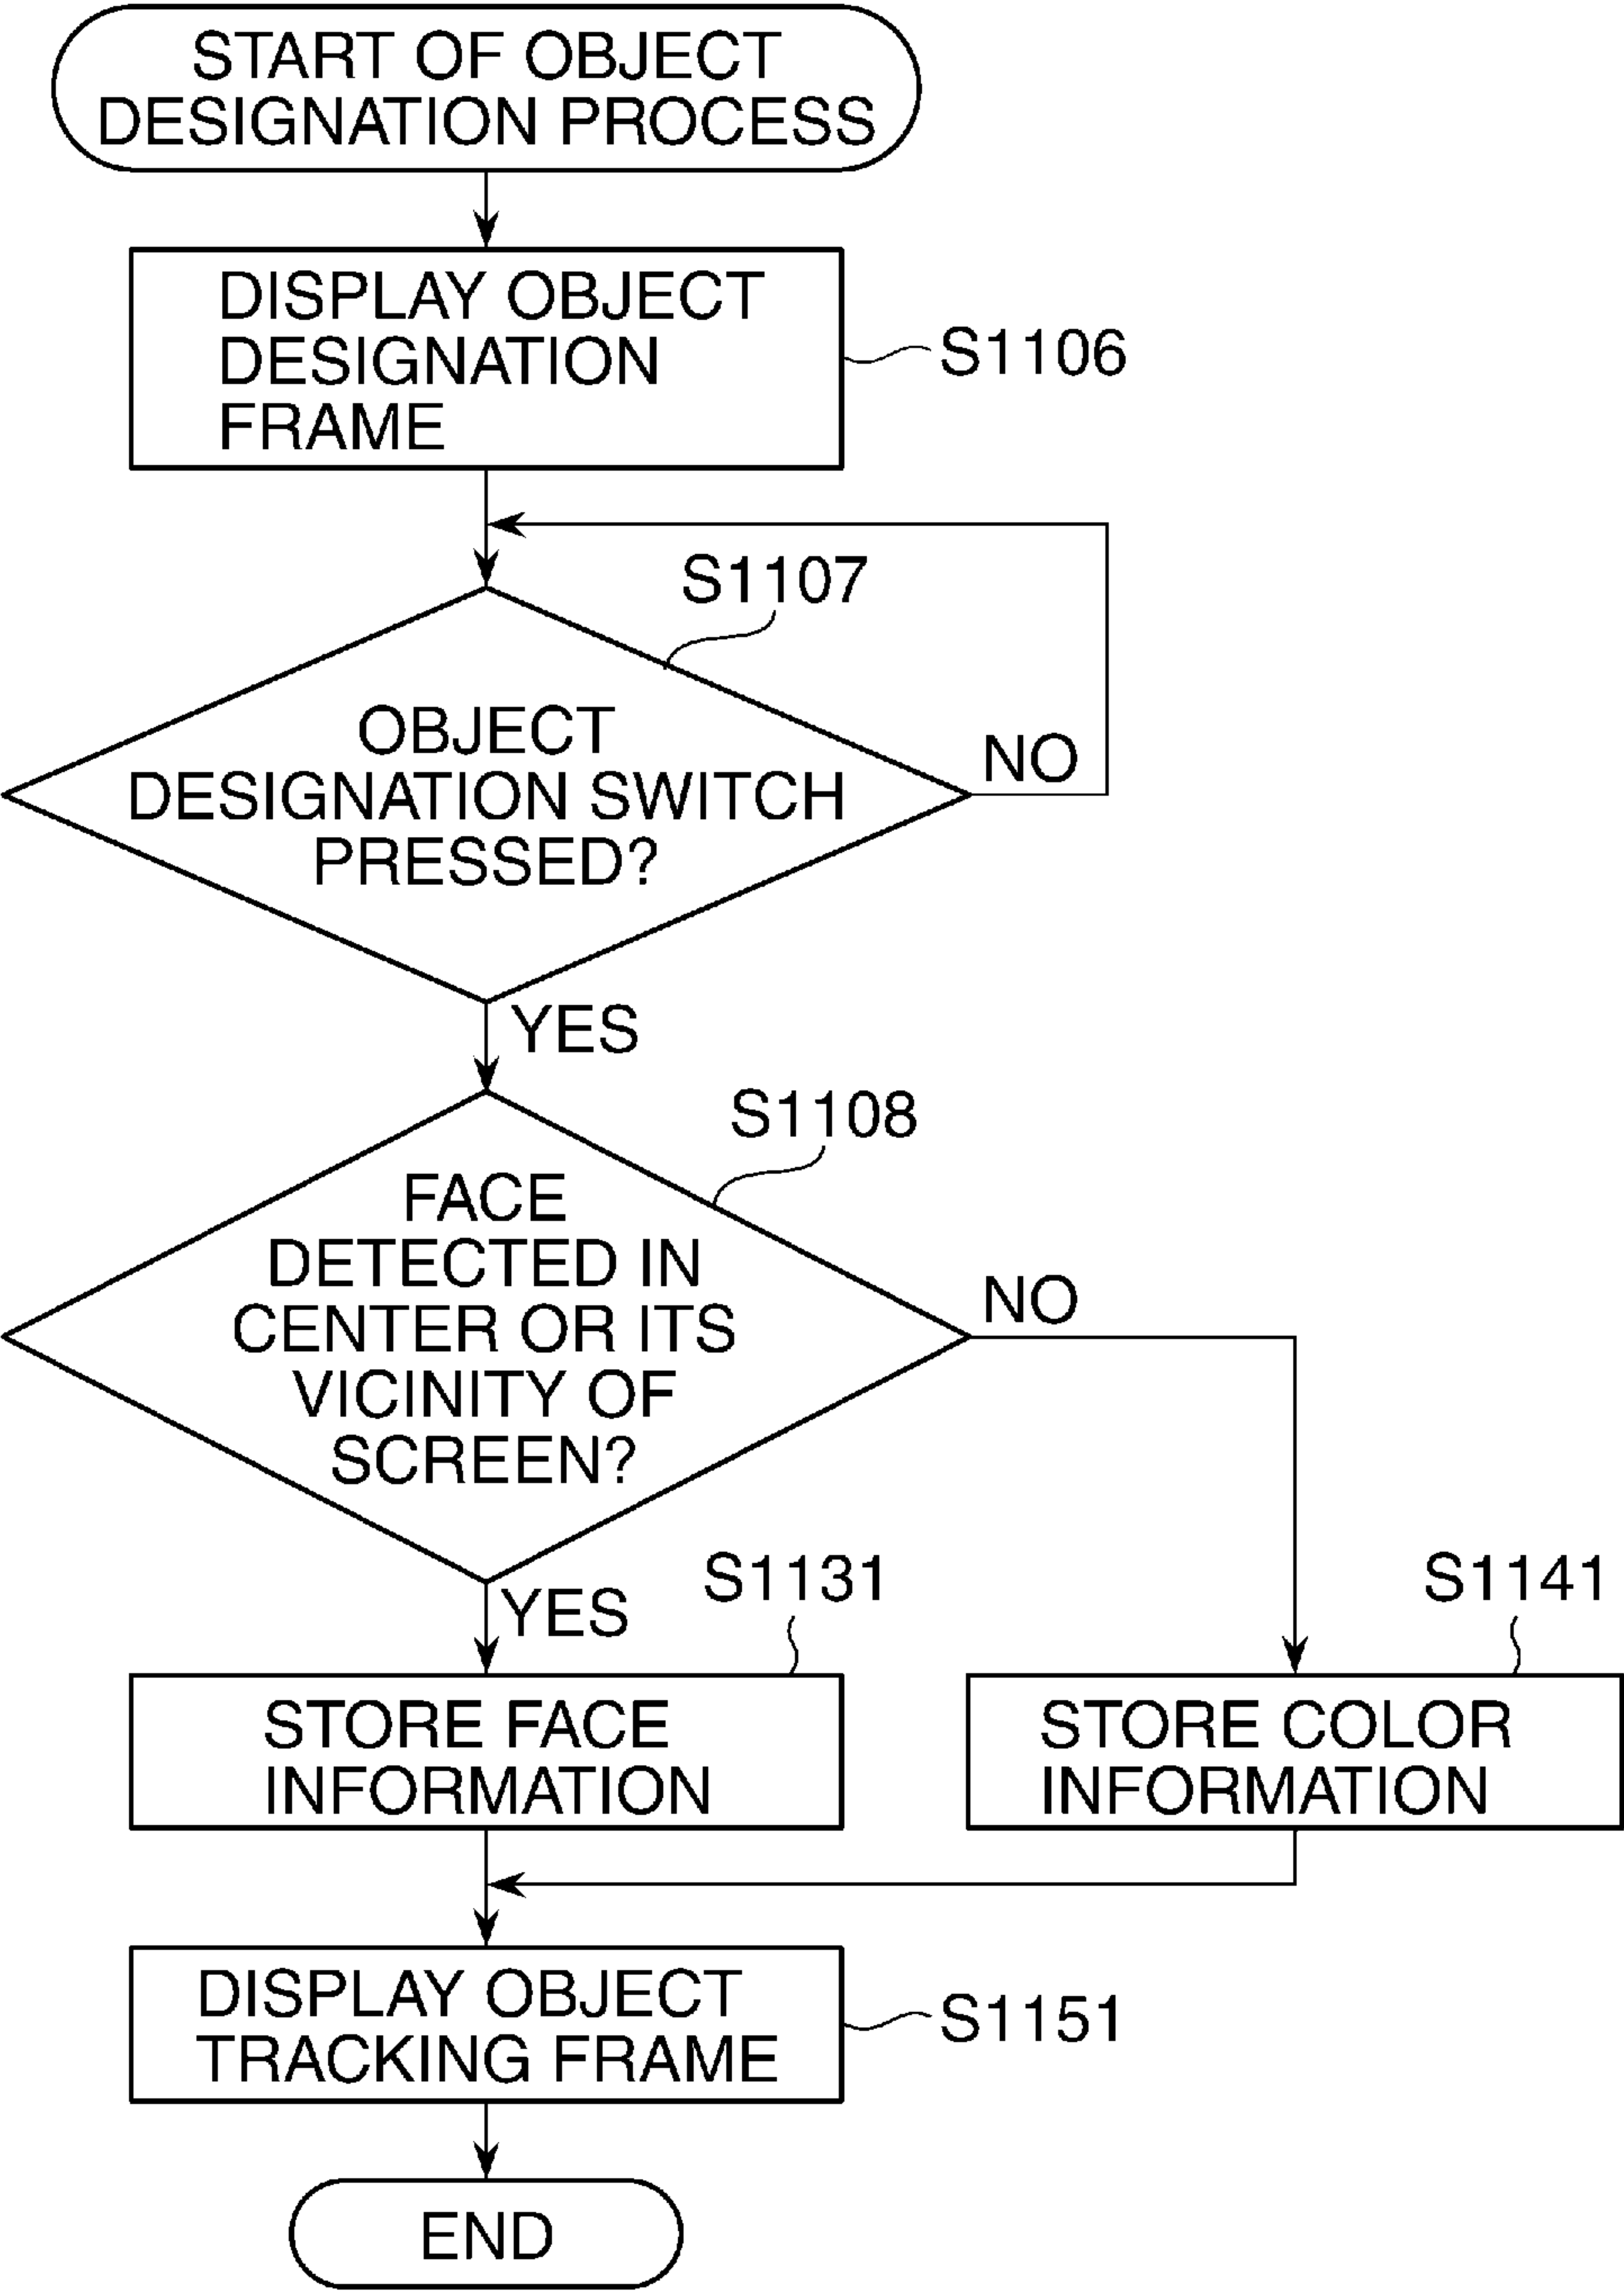 START OF OBJECT
DESIGNATION PROCESS
DISPLAY OBJECT
DESIGNATION
FRAME
S1106
S1107
OBJECT
DESIGNATION SWITCH
PRESSED?
NO
YES
S1108
FACE
DETECTED IN
CENTER OR ITS
VICINITY OF
SCREEN?
NO
YES
S1131
STORE FACE
INFORMATION
S1141
STORE COLOR
INFORMATION
DISPLAY OBJECT
TRACKING FRAME
S1151
END